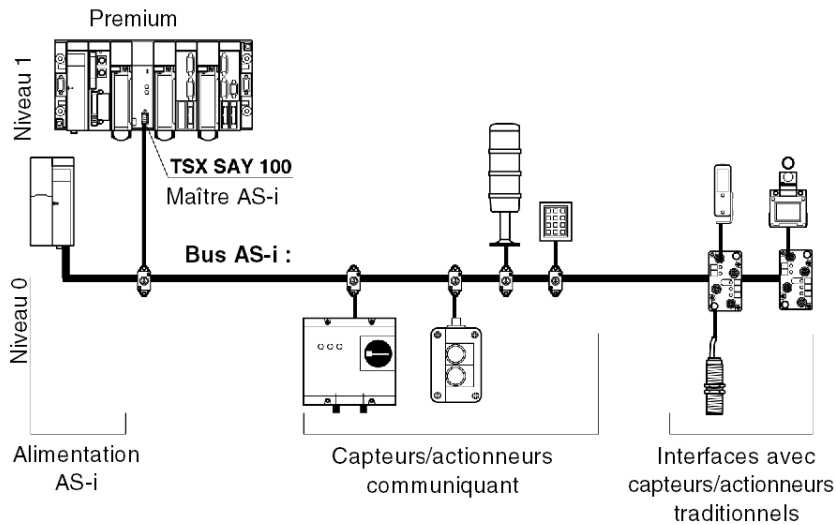 Premium
Niveau 1
TSX SAY 100
Maître AS-i
Bus AS-i :
Niveau 0
Alimentation
AS-i
Capteurs/actionneurs
communiquant
Interfaces avec
capteurs/actionneurs
traditionnels